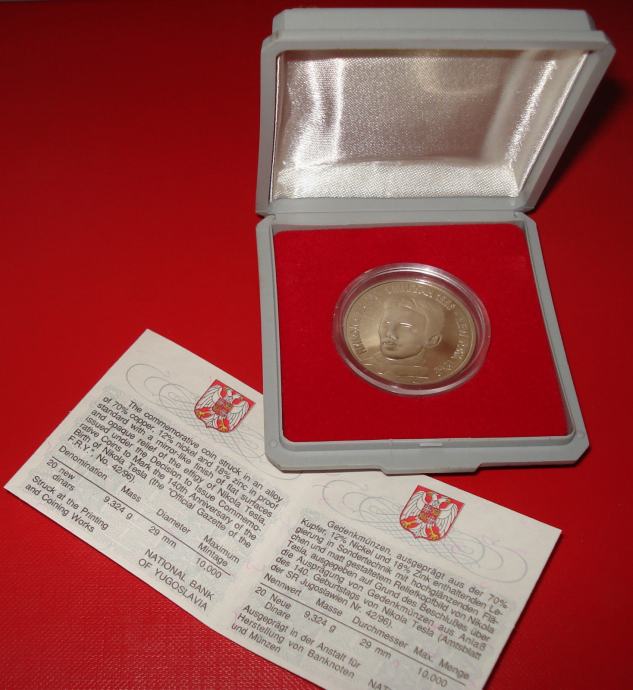 The commemorative coin struck in an alloy
of 70% copper, 12% nickel and 18% zinc in proof
standard with a mirror-like finish of flat surfaces
and opaque relief of the effigy of Nikola Tesla,
issued under the Decision to Issue Commemo-
rative Coins to Mark the 140th Anniversary of the
Birth of Nikola Tesla (the "Official Gazette of the
F.R.Y.", No. 42/96)
Denomination Mass Diameter Maximum
Mintage
20 new 9.324 g 29 mm 10.000
dinars
Struck at the Printing
and Coining Works
NATIONAL BANK
OF YUGOSLAVIA
Gedenkmünzen, ausgeprägt aus der 70%
Kupfer, 12% Nickel und 18% Zink enthaltenden Le-
gierung in Sondertechnik mit hochglänzenden Flä-
chen und matt gestaltetem Reliefkopfbild von Nikola
Tesla, ausgegeben auf Grund des Beschlußes über
die Ausprägung von Gedenkmünzen aus Anlaß
des 140. Geburtstags von Nikola Tesla (Amtsblatt
der SR Jugoslawien Nr. 42/96).
Nennwert Masse Durchmesser Max. Menge
20 Neue 9,324 g 29 mm 10.000
Dinare
Ausgeprägt in der Anstalt für
Herstellung von Banknoten
und Münzen